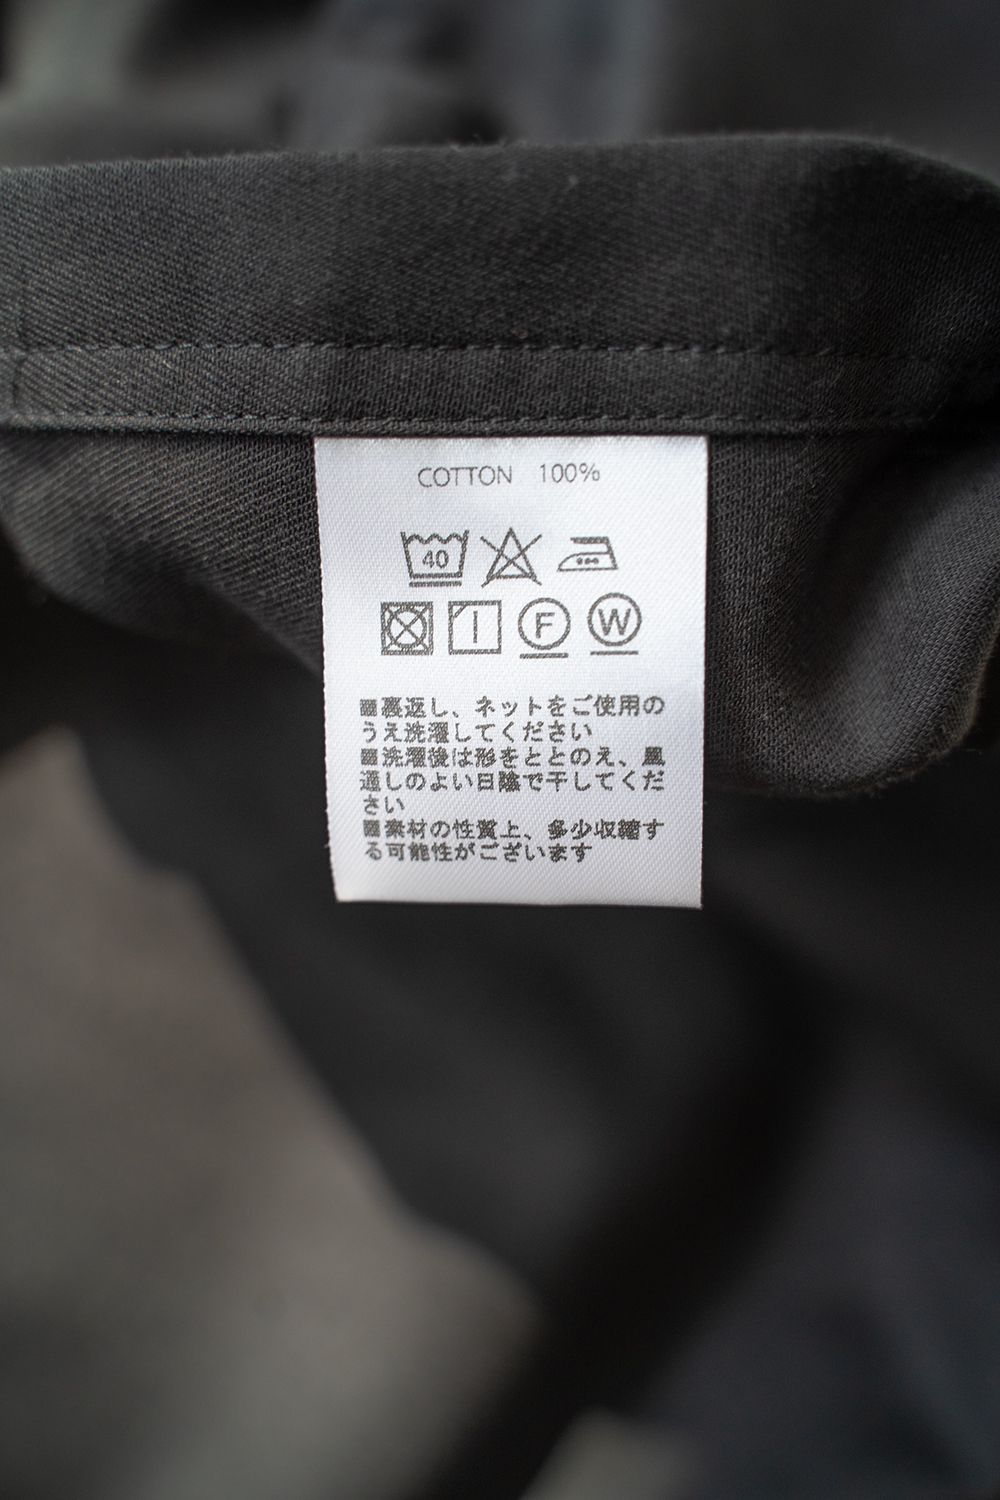 COTTON 100%
40
F W
■裏返し、ネットをご使用の
うえ洗濯してください
■洗濯後は形をととのえ、風
通しのよい日陰で干してくだ
さい
■素材の性質上、多少収縮す
る可能性がございます